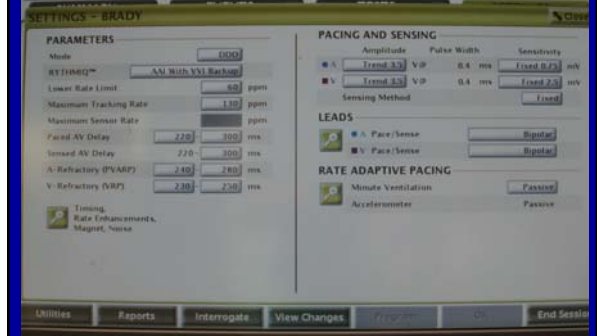 SETTINGS - BRADY
Close
PARAMETERS
Mode DDD
RYTHMIQ™ AAI With VVI Backup
Lower Rate Limit 60 ppm
Maximum Tracking Rate 130 ppm
Maximum Sensor Rate ppm
Paced AV Delay 220 - 300 ms
Sensed AV Delay 220 - 300 ms
A-Refractory (PVARP) 240 - 280 ms
V-Refractory (VRP) 230 - 250 ms
Timing,
Rate Enhancements,
Magnet, Noise
PACING AND SENSING
Amplitude Pulse Width Sensitivity
A Trend 3.5 V@ 0.4 ms Fixed 0.75 mV
V Trend 3.5 V@ 0.4 ms Fixed 2.5 mV
Sensing Method Fixed
LEADS
A Pace/Sense Bipolar
V Pace/Sense Bipolar
RATE ADAPTIVE PACING
Minute Ventilation Passive
Accelerometer Passive
Utilities Reports Interrogate View Changes Program OK End Session